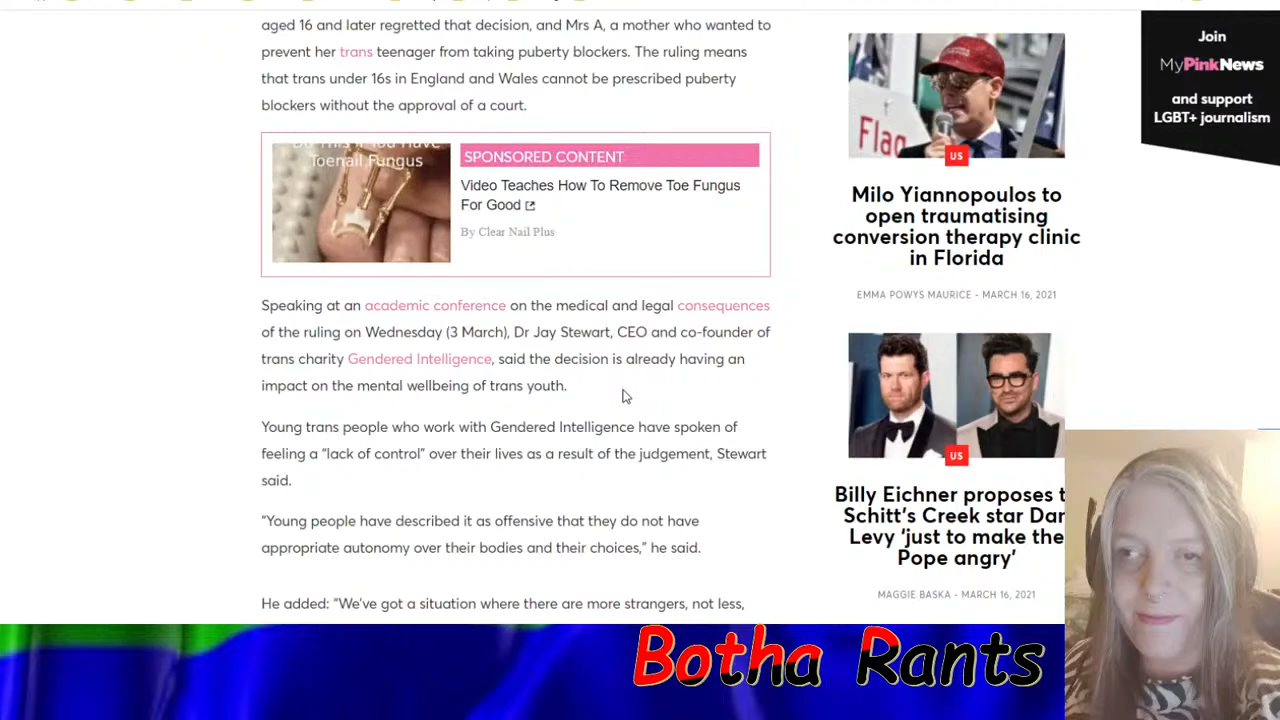 aged 16 and later regretted that decision, and Mrs A, a mother who wanted to
prevent her trans teenager from taking puberty blockers. The ruling means
that trans under 16s in England and Wales cannot be prescribed puberty
blockers without the approval of a court.
Toenail Fungus
SPONSORED CONTENT
Video Teaches How To Remove Toe Fungus
For Good
By Clear Nail Plus
Speaking at an academic conference on the medical and legal consequences
of the ruling on Wednesday (3 March), Dr Jay Stewart, CEO and co-founder of
trans charity Gendered Intelligence, said the decision is already having an
impact on the mental wellbeing of trans youth.
Young trans people who work with Gendered Intelligence have spoken of
feeling a “lack of control” over their lives as a result of the judgement, Stewart
said.
“Young people have described it as offensive that they do not have
appropriate autonomy over their bodies and their choices,” he said.
He added: “We’ve got a situation where there are more strangers, not less,
Flag
US
Milo Yiannopoulos to
open traumatising
conversion therapy clinic
in Florida
EMMA POWYS MAURICE - MARCH 16, 2021
US
Billy Eichner proposes t
Schitt’s Creek star Dan
Levy ‘just to make the
Pope angry’
MAGGIE BASKA - MARCH 16, 2021
Join
MyPinkNews
and support
LGBT+ journalism
Botha Rants